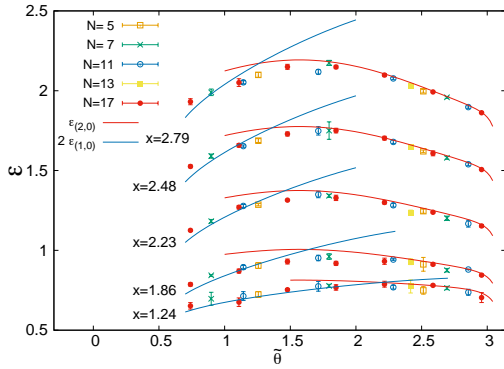 2.5
2
1.5
1
0.5
ε
N= 5
N= 7
N=11
N=13
N=17
ε(2,0)
2 ε(1,0)
x=2.79
x=2.48
x=2.23
x=1.86
x=1.24
0 0.5 1 1.5 2 2.5 3
θ̃